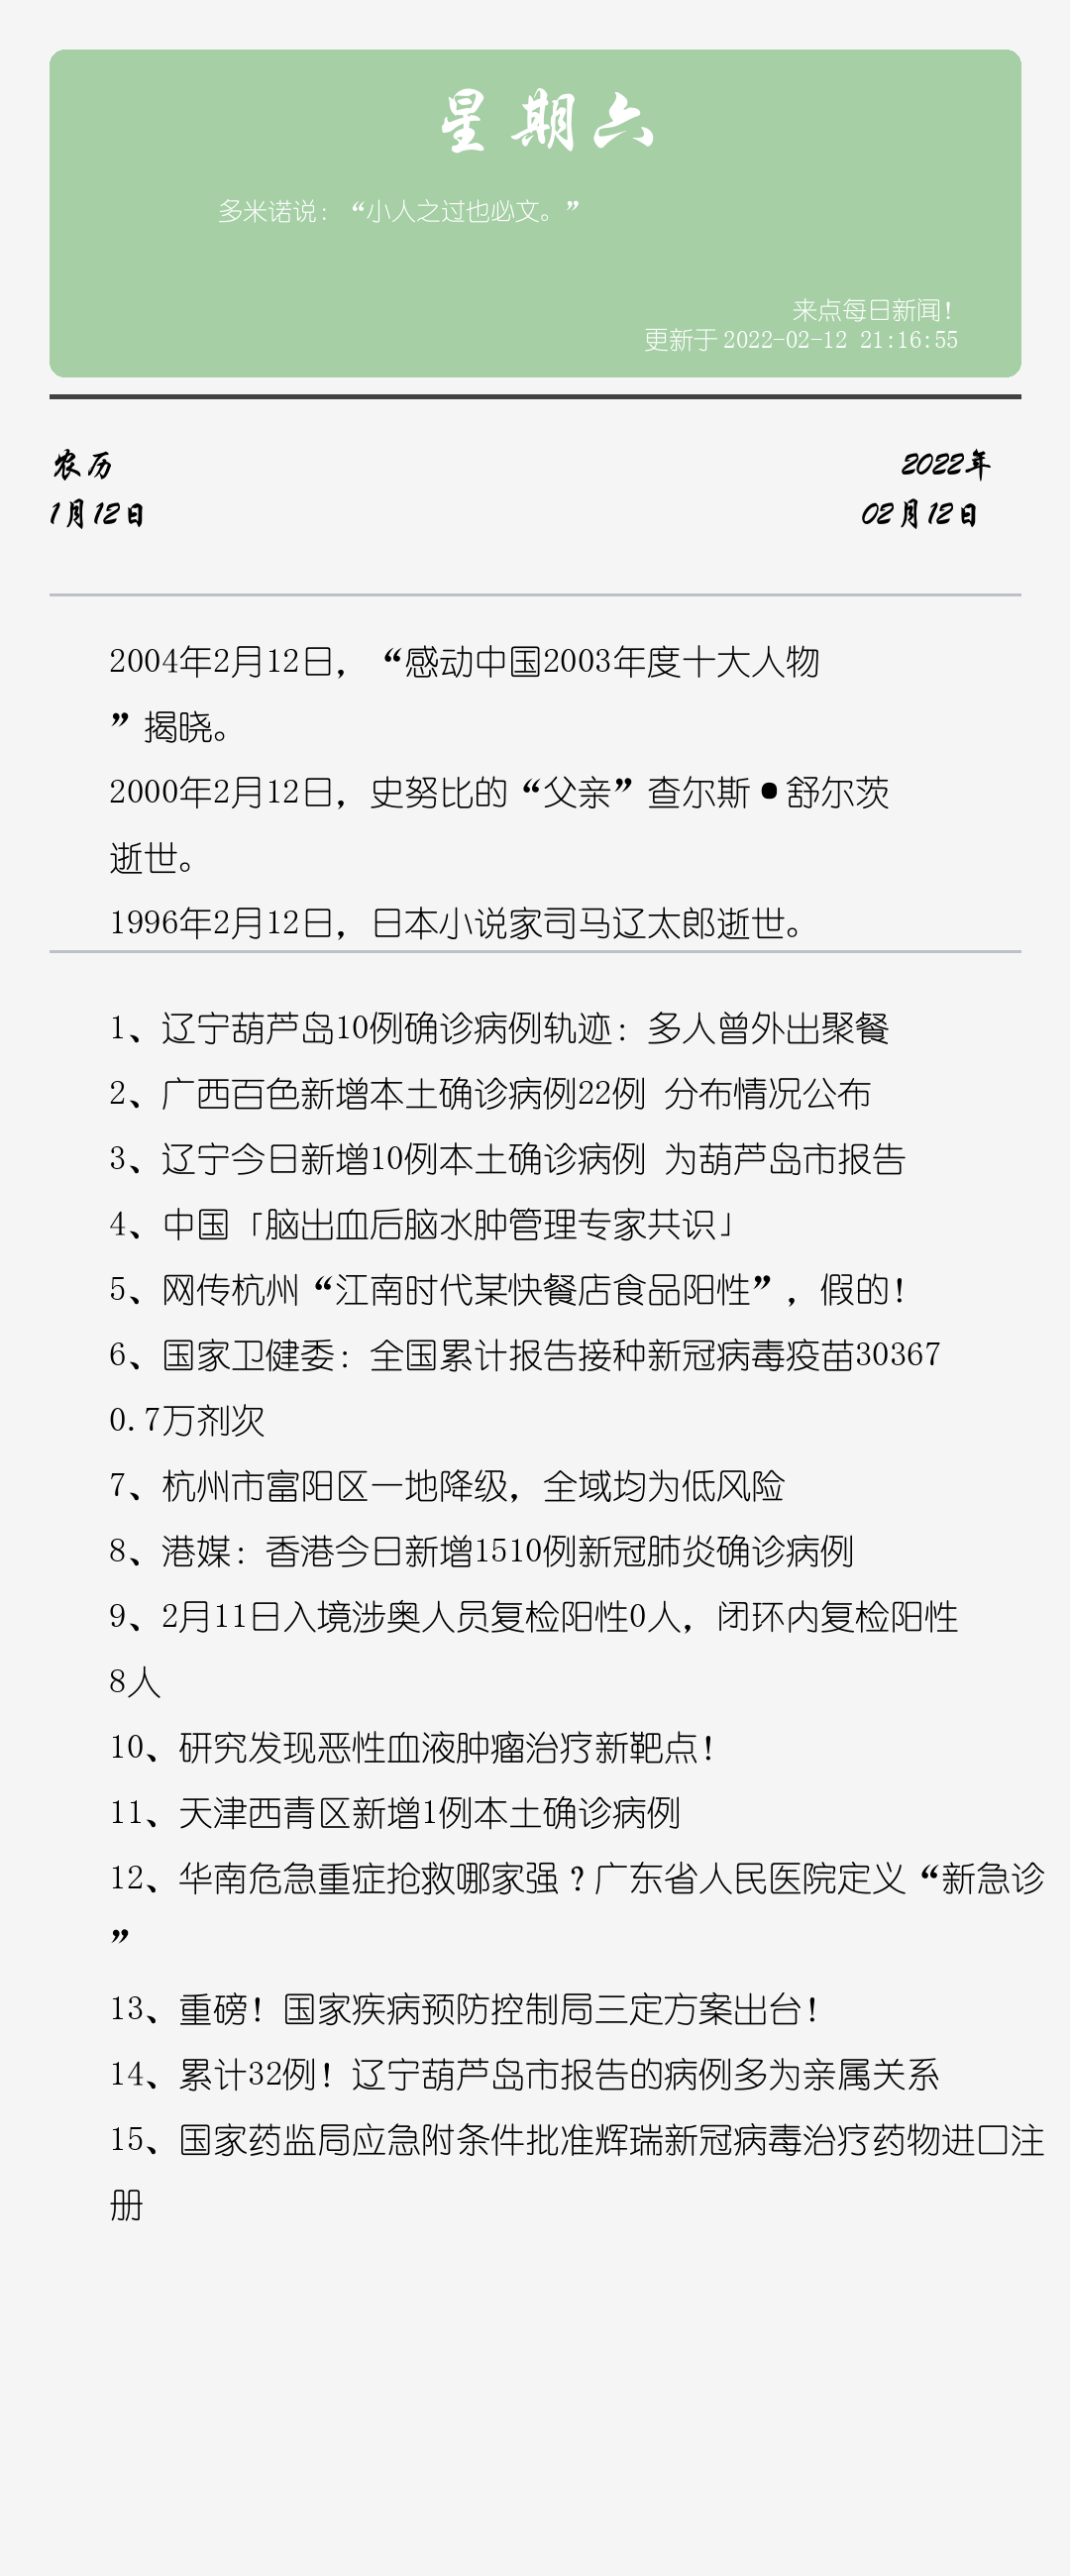 星期六
多米诺说：“小人之过也必文。”
来点每日新闻！
更新于 2022-02-12 21:16:55
农历
2022年
1月12日
02月12日
2004年2月12日，“感动中国2003年度十大人物
”揭晓。
2000年2月12日，史努比的“父亲”查尔斯•舒尔茨
逝世。
1996年2月12日，日本小说家司马辽太郎逝世。
1、辽宁葫芦岛10例确诊病例轨迹：多人曾外出聚餐
2、广西百色新增本土确诊病例22例 分布情况公布
3、辽宁今日新增10例本土确诊病例 为葫芦岛市报告
4、中国「脑出血后脑水肿管理专家共识」
5、网传杭州“江南时代某快餐店食品阳性”，假的！
6、国家卫健委：全国累计报告接种新冠病毒疫苗30367
0.7万剂次
7、杭州市富阳区一地降级，全域均为低风险
8、港媒：香港今日新增1510例新冠肺炎确诊病例
9、2月11日入境涉奥人员复检阳性0人，闭环内复检阳性
8人
10、研究发现恶性血液肿瘤治疗新靶点！
11、天津西青区新增1例本土确诊病例
12、华南危急重症抢救哪家强？广东省人民医院定义“新急诊
”
13、重磅！国家疾病预防控制局三定方案出台！
14、累计32例！辽宁葫芦岛市报告的病例多为亲属关系
15、国家药监局应急附条件批准辉瑞新冠病毒治疗药物进口注
册